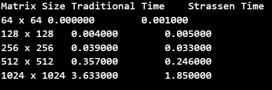 Matrix Size Traditional Time Strassen Time
64 x 64 0.000000 0.001000
128 x 128 0.004000 0.005000
256 x 256 0.039000 0.033000
512 x 512 0.357000 0.246000
1024 x 1024 3.633000 1.850000